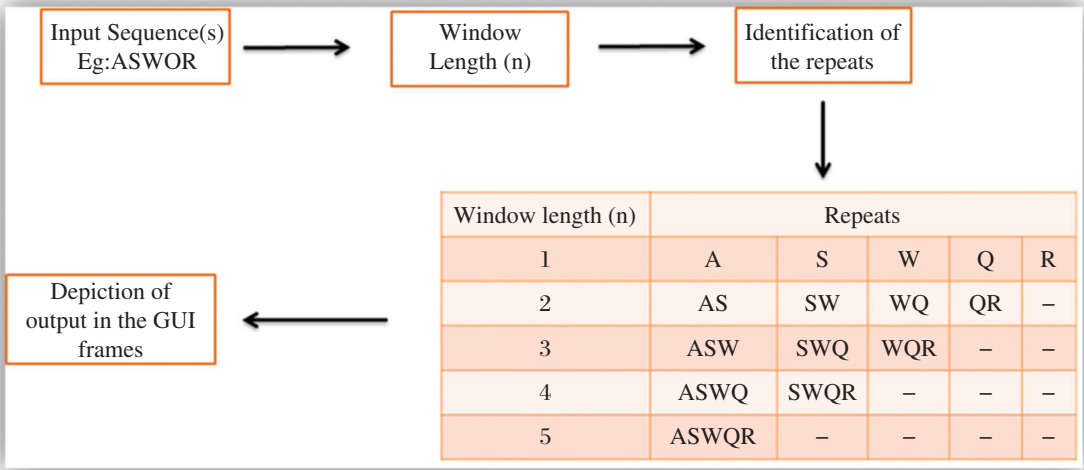 Input Sequence(s)
Eg:ASWOR
Window
Length (n)
Identification of
the repeats
Window length (n) Repeats
1 A S W Q R
2 AS SW WQ QR –
3 ASW SWQ WQR – –
4 ASWQ SWQR – – –
5 ASWQR – – – –
Depiction of
output in the GUI
frames